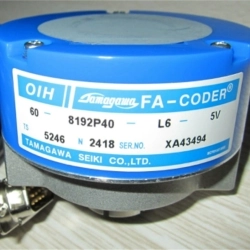 OIH Tamagawa FA-CODER®
60- 8192P40- L6- 5V
TS 5246 N 2418 SER.NO. XA43494
TAMAGAWA SEIKI CO.,LTD.